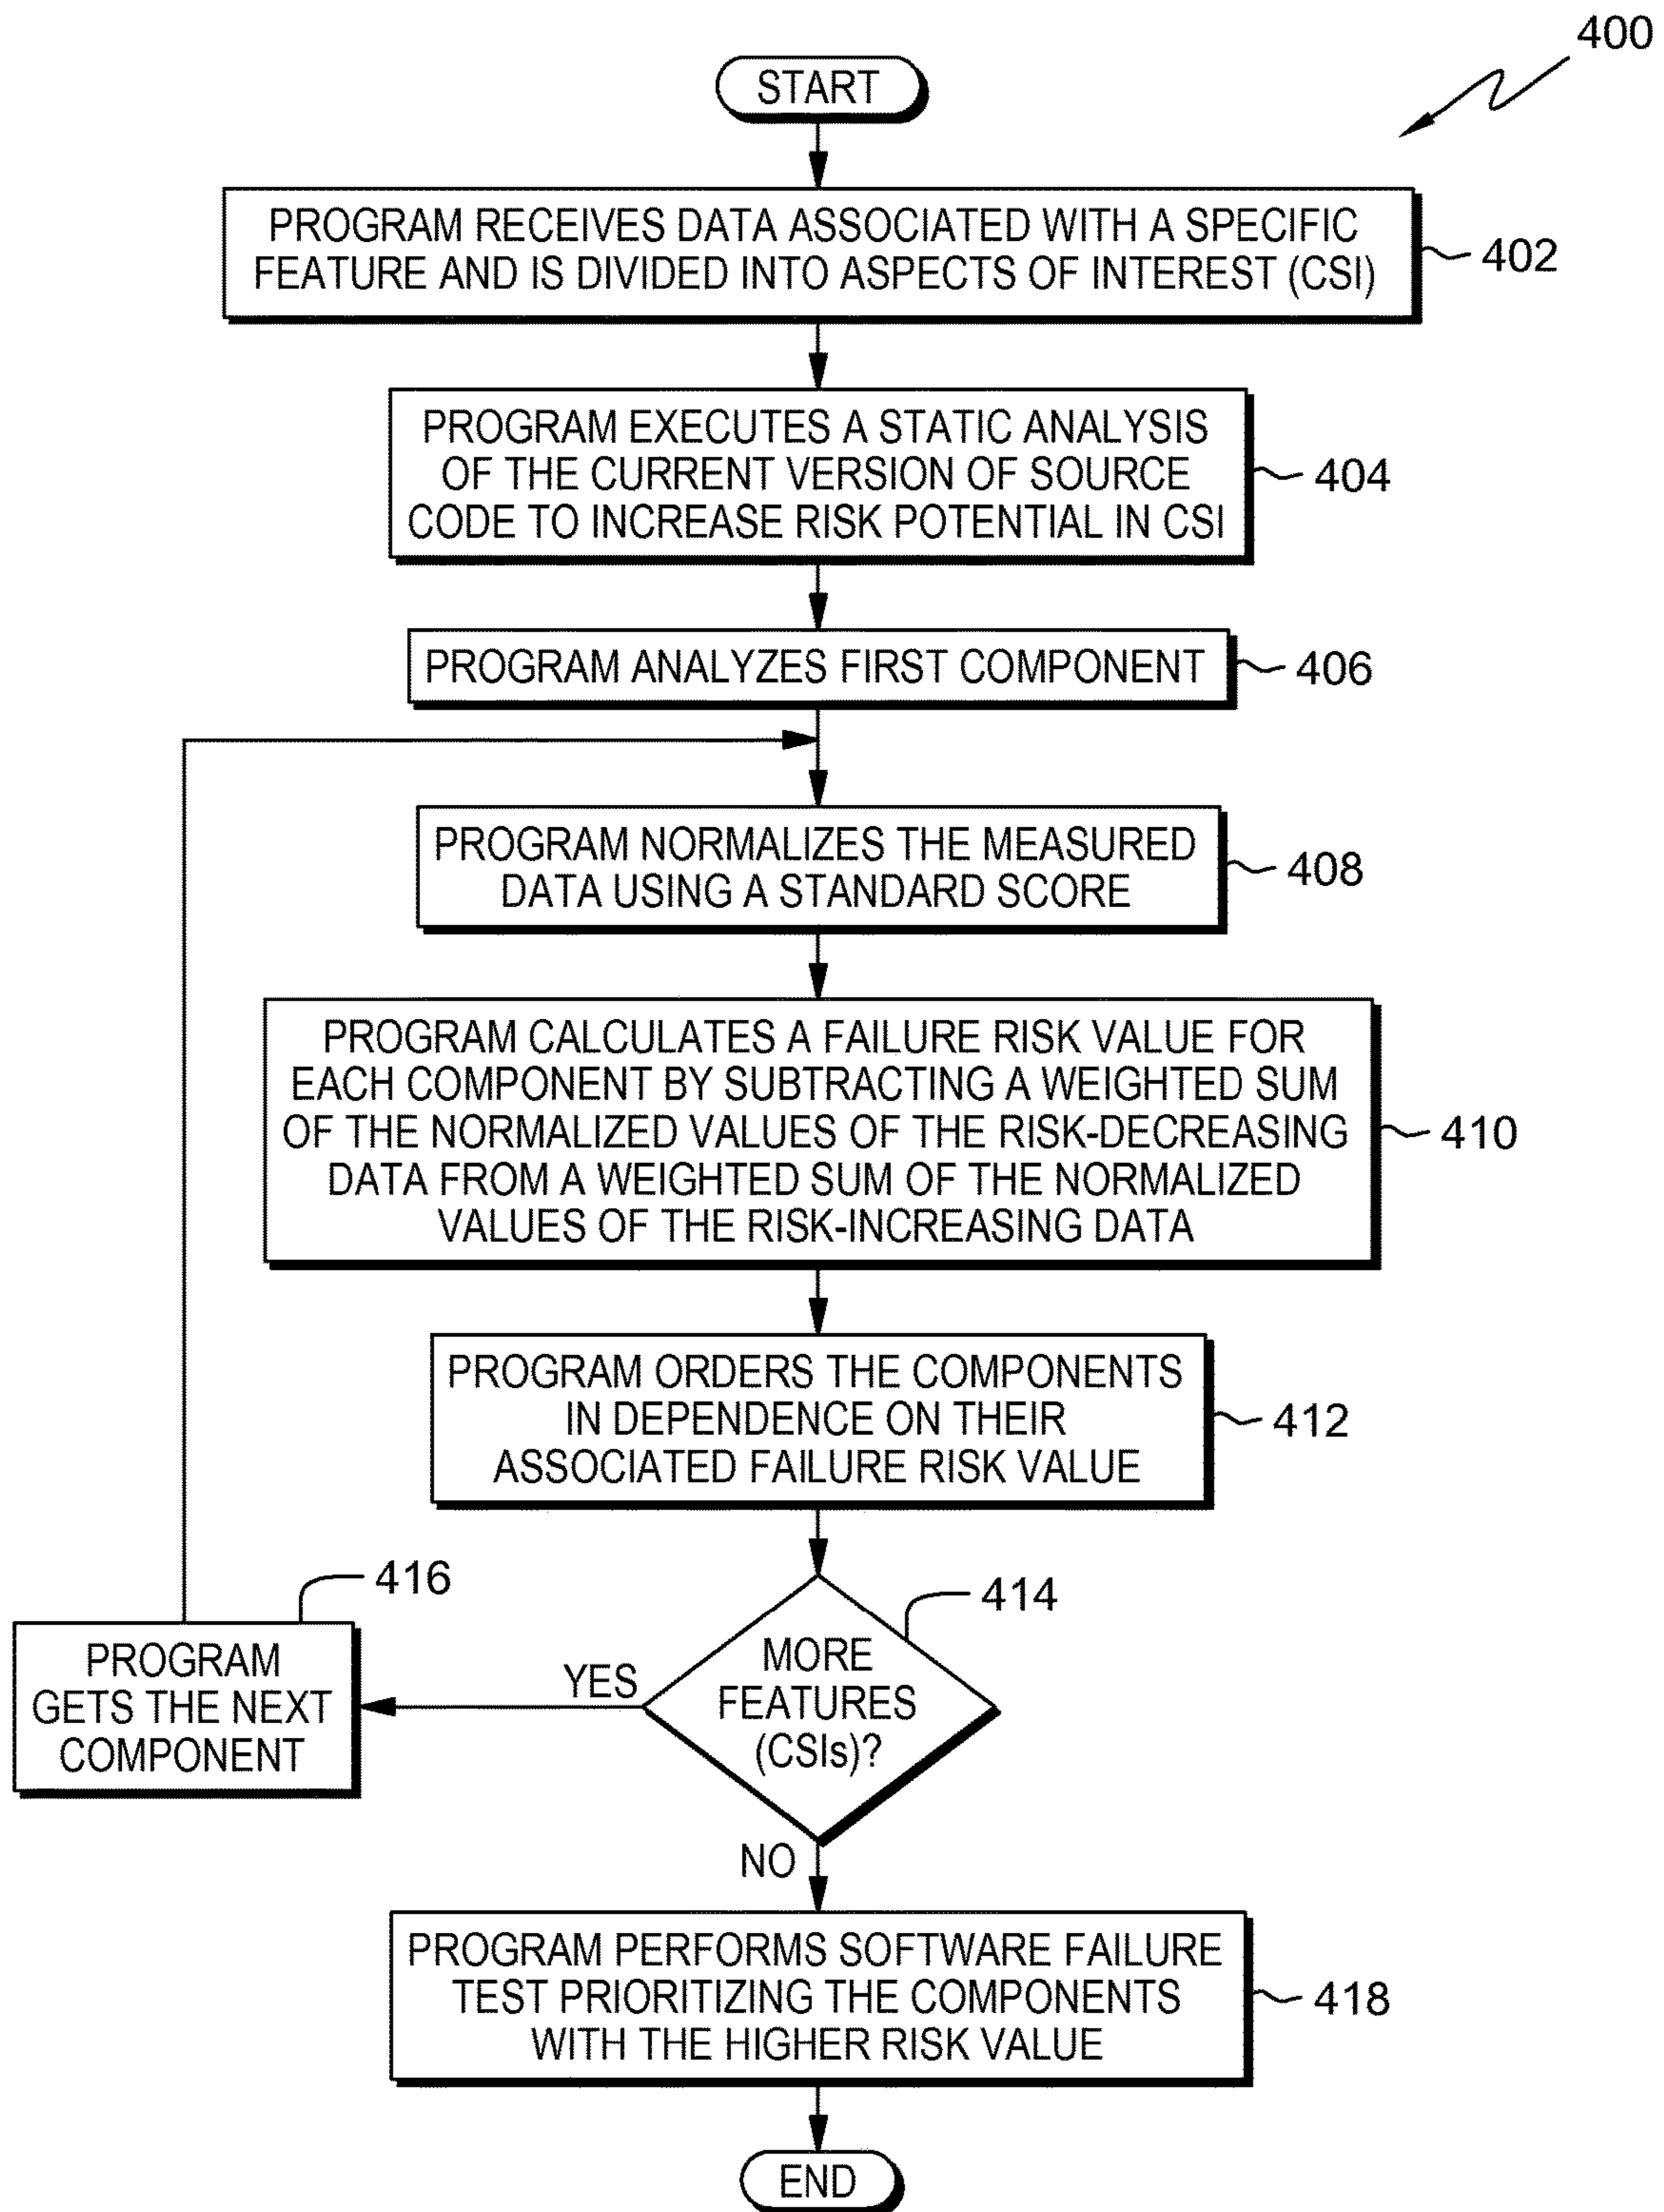 400
START
PROGRAM RECEIVES DATA ASSOCIATED WITH A SPECIFIC
FEATURE AND IS DIVIDED INTO ASPECTS OF INTEREST (CSI)
402
PROGRAM EXECUTES A STATIC ANALYSIS
OF THE CURRENT VERSION OF SOURCE
CODE TO INCREASE RISK POTENTIAL IN CSI
404
PROGRAM ANALYZES FIRST COMPONENT
406
PROGRAM NORMALIZES THE MEASURED
DATA USING A STANDARD SCORE
408
PROGRAM CALCULATES A FAILURE RISK VALUE FOR
EACH COMPONENT BY SUBTRACTING A WEIGHTED SUM
OF THE NORMALIZED VALUES OF THE RISK-DECREASING
DATA FROM A WEIGHTED SUM OF THE NORMALIZED
VALUES OF THE RISK-INCREASING DATA
410
PROGRAM ORDERS THE COMPONENTS
IN DEPENDENCE ON THEIR
ASSOCIATED FAILURE RISK VALUE
412
MORE
FEATURES
(CSIs)?
414
YES
416
PROGRAM
GETS THE NEXT
COMPONENT
NO
PROGRAM PERFORMS SOFTWARE FAILURE
TEST PRIORITIZING THE COMPONENTS
WITH THE HIGHER RISK VALUE
418
END